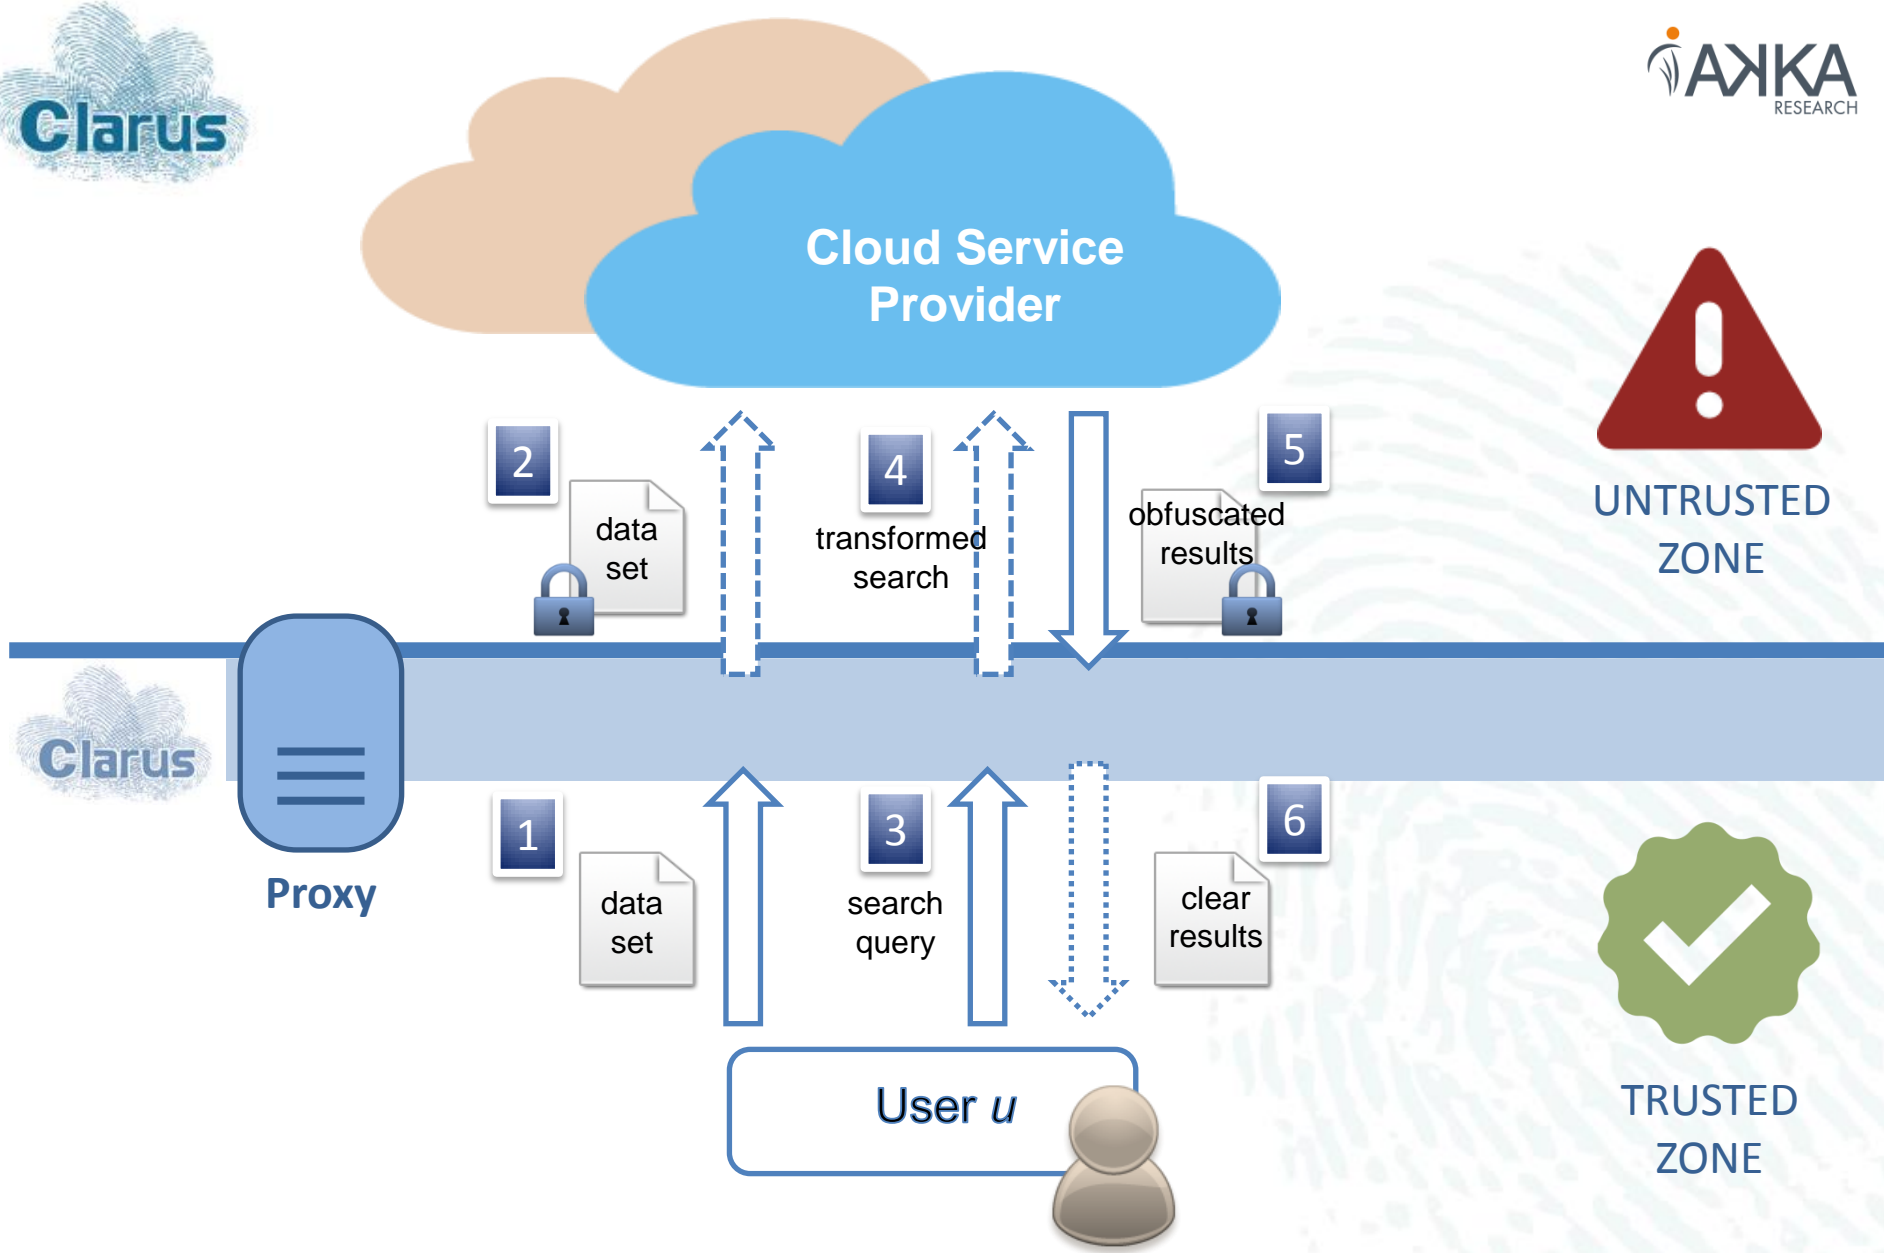 Clarus
AKKA
RESEARCH
Cloud Service
Provider
2
data
set
4
transformed
search
5
obfuscated
results
UNTRUSTED
ZONE
Clarus
Proxy
1
data
set
3
search
query
6
clear
results
User u
TRUSTED
ZONE